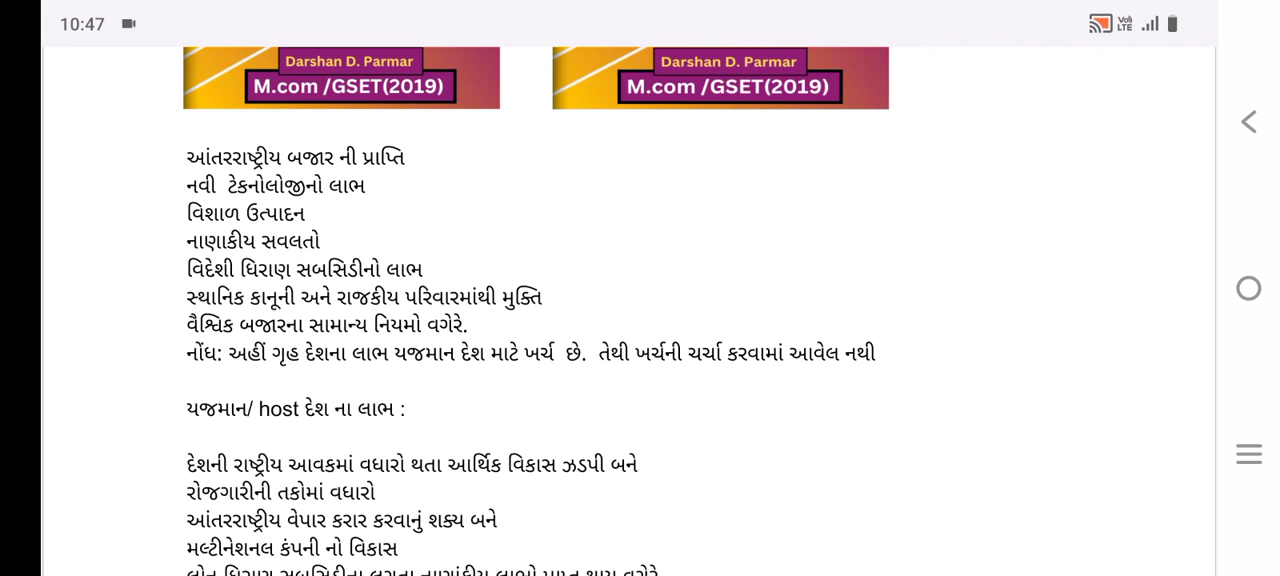 10:47
Vo) LTE
Darshan D. Parmar
M.com /GSET(2019)
Darshan D. Parmar
M.com /GSET(2019)
આંતરરાષ્ટ્રીય બજાર ની પ્રાપ્તિ
નવી ટેકનોલોજીનો લાભ
વિશાળ ઉત્પાદન
નાણાકીય સવલતો
વિદેશી ધિરાણ સબસિડીનો લાભ
સ્થાનિક કાનૂની અને રાજકીય પરિવારમાંથી મુક્તિ
વૈશ્વિક બજારના સામાન્ય નિયમો વગેરે.
નોંધ: અહીં ગૃહ દેશના લાભ યજમાન દેશ માટે ખર્ચ છે. તેથી ખર્ચની ચર્ચા કરવામાં આવેલ નથી
યજમાન/ host દેશ ના લાભ :
દેશની રાષ્ટ્રીય આવકમાં વધારો થતા આર્થિક વિકાસ ઝડપી બને
રોજગારીની તકોમાં વધારો
આંતરરાષ્ટ્રીય વેપાર કરાર કરવાનું શક્ય બને
મલ્ટીનેશનલ કંપની નો વિકાસ